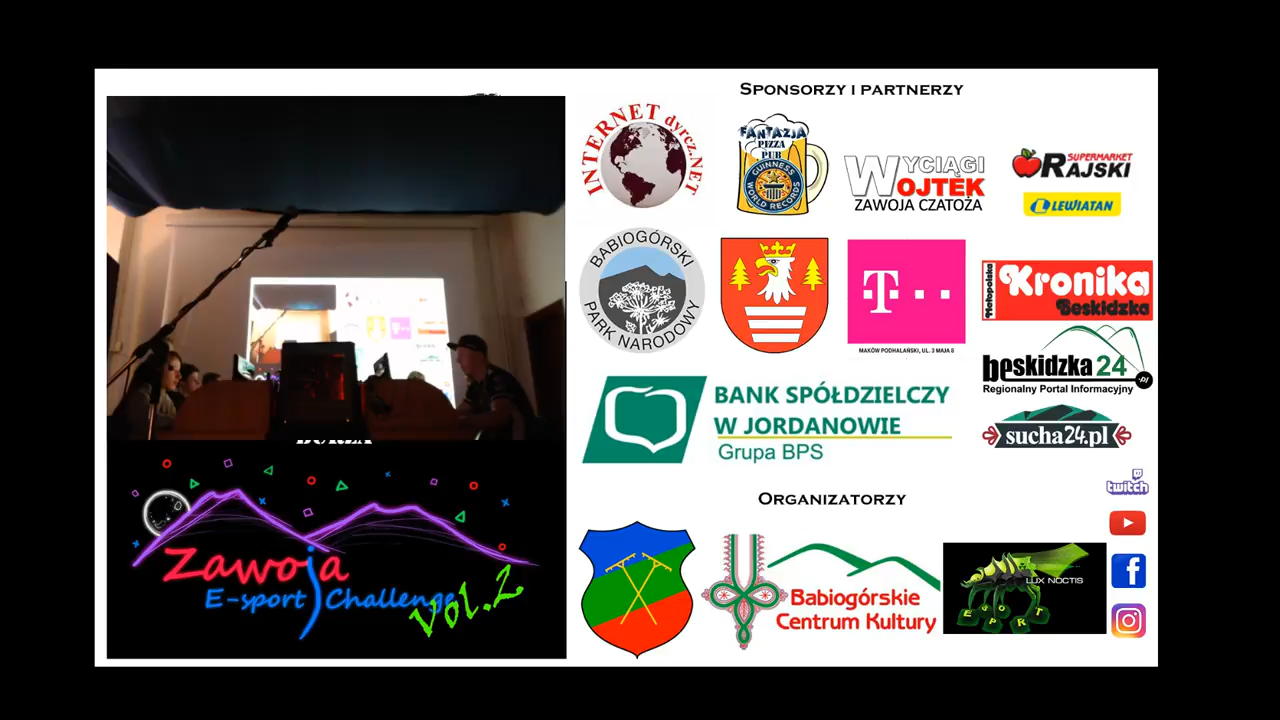 SPONSORZY I PARTNERZY
INTERNET dyrcz.NET
FANTAZJA
PIZZA
PUB
GUINNESS
WORLD RECORDS
WYCIĄGI
WOJTEK
ZAWOJA CZATOŻA
SUPERMARKET
RAJSKI
LEWIATAN
BABIOGÓRSKI
PARK NARODOWY
T
MAKÓW PODHALAŃSKI, UL. 3 MAJA 8
Małopolska
Kronika
Beskidzka
beskidzka24
.pl
Regionalny Portal Informacyjny
sucha24.pl
BANK SPÓŁDZIELCZY
W JORDANOWIE
Grupa BPS
twitch
ORGANIZATORZY
Babiogórskie
Centrum Kultury
LUX NOCTIS
ESPORT
Zawoja
E-sport Challenge
Vol.2